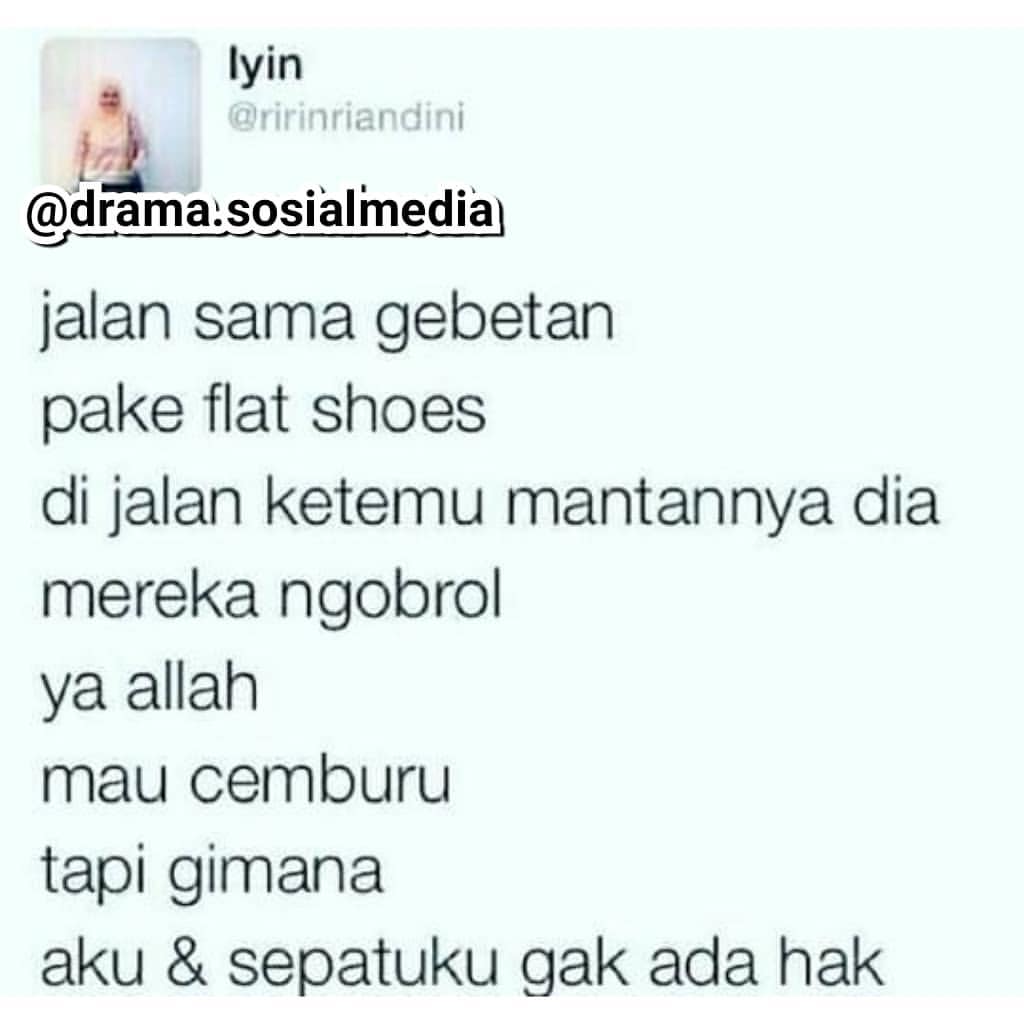 Iyin
@ririnriandini
@drama.sosialmedia
jalan sama gebetan
pake flat shoes
di jalan ketemu mantannya dia
mereka ngobrol
ya allah
mau cemburu
tapi gimana
aku & sepatuku gak ada hak